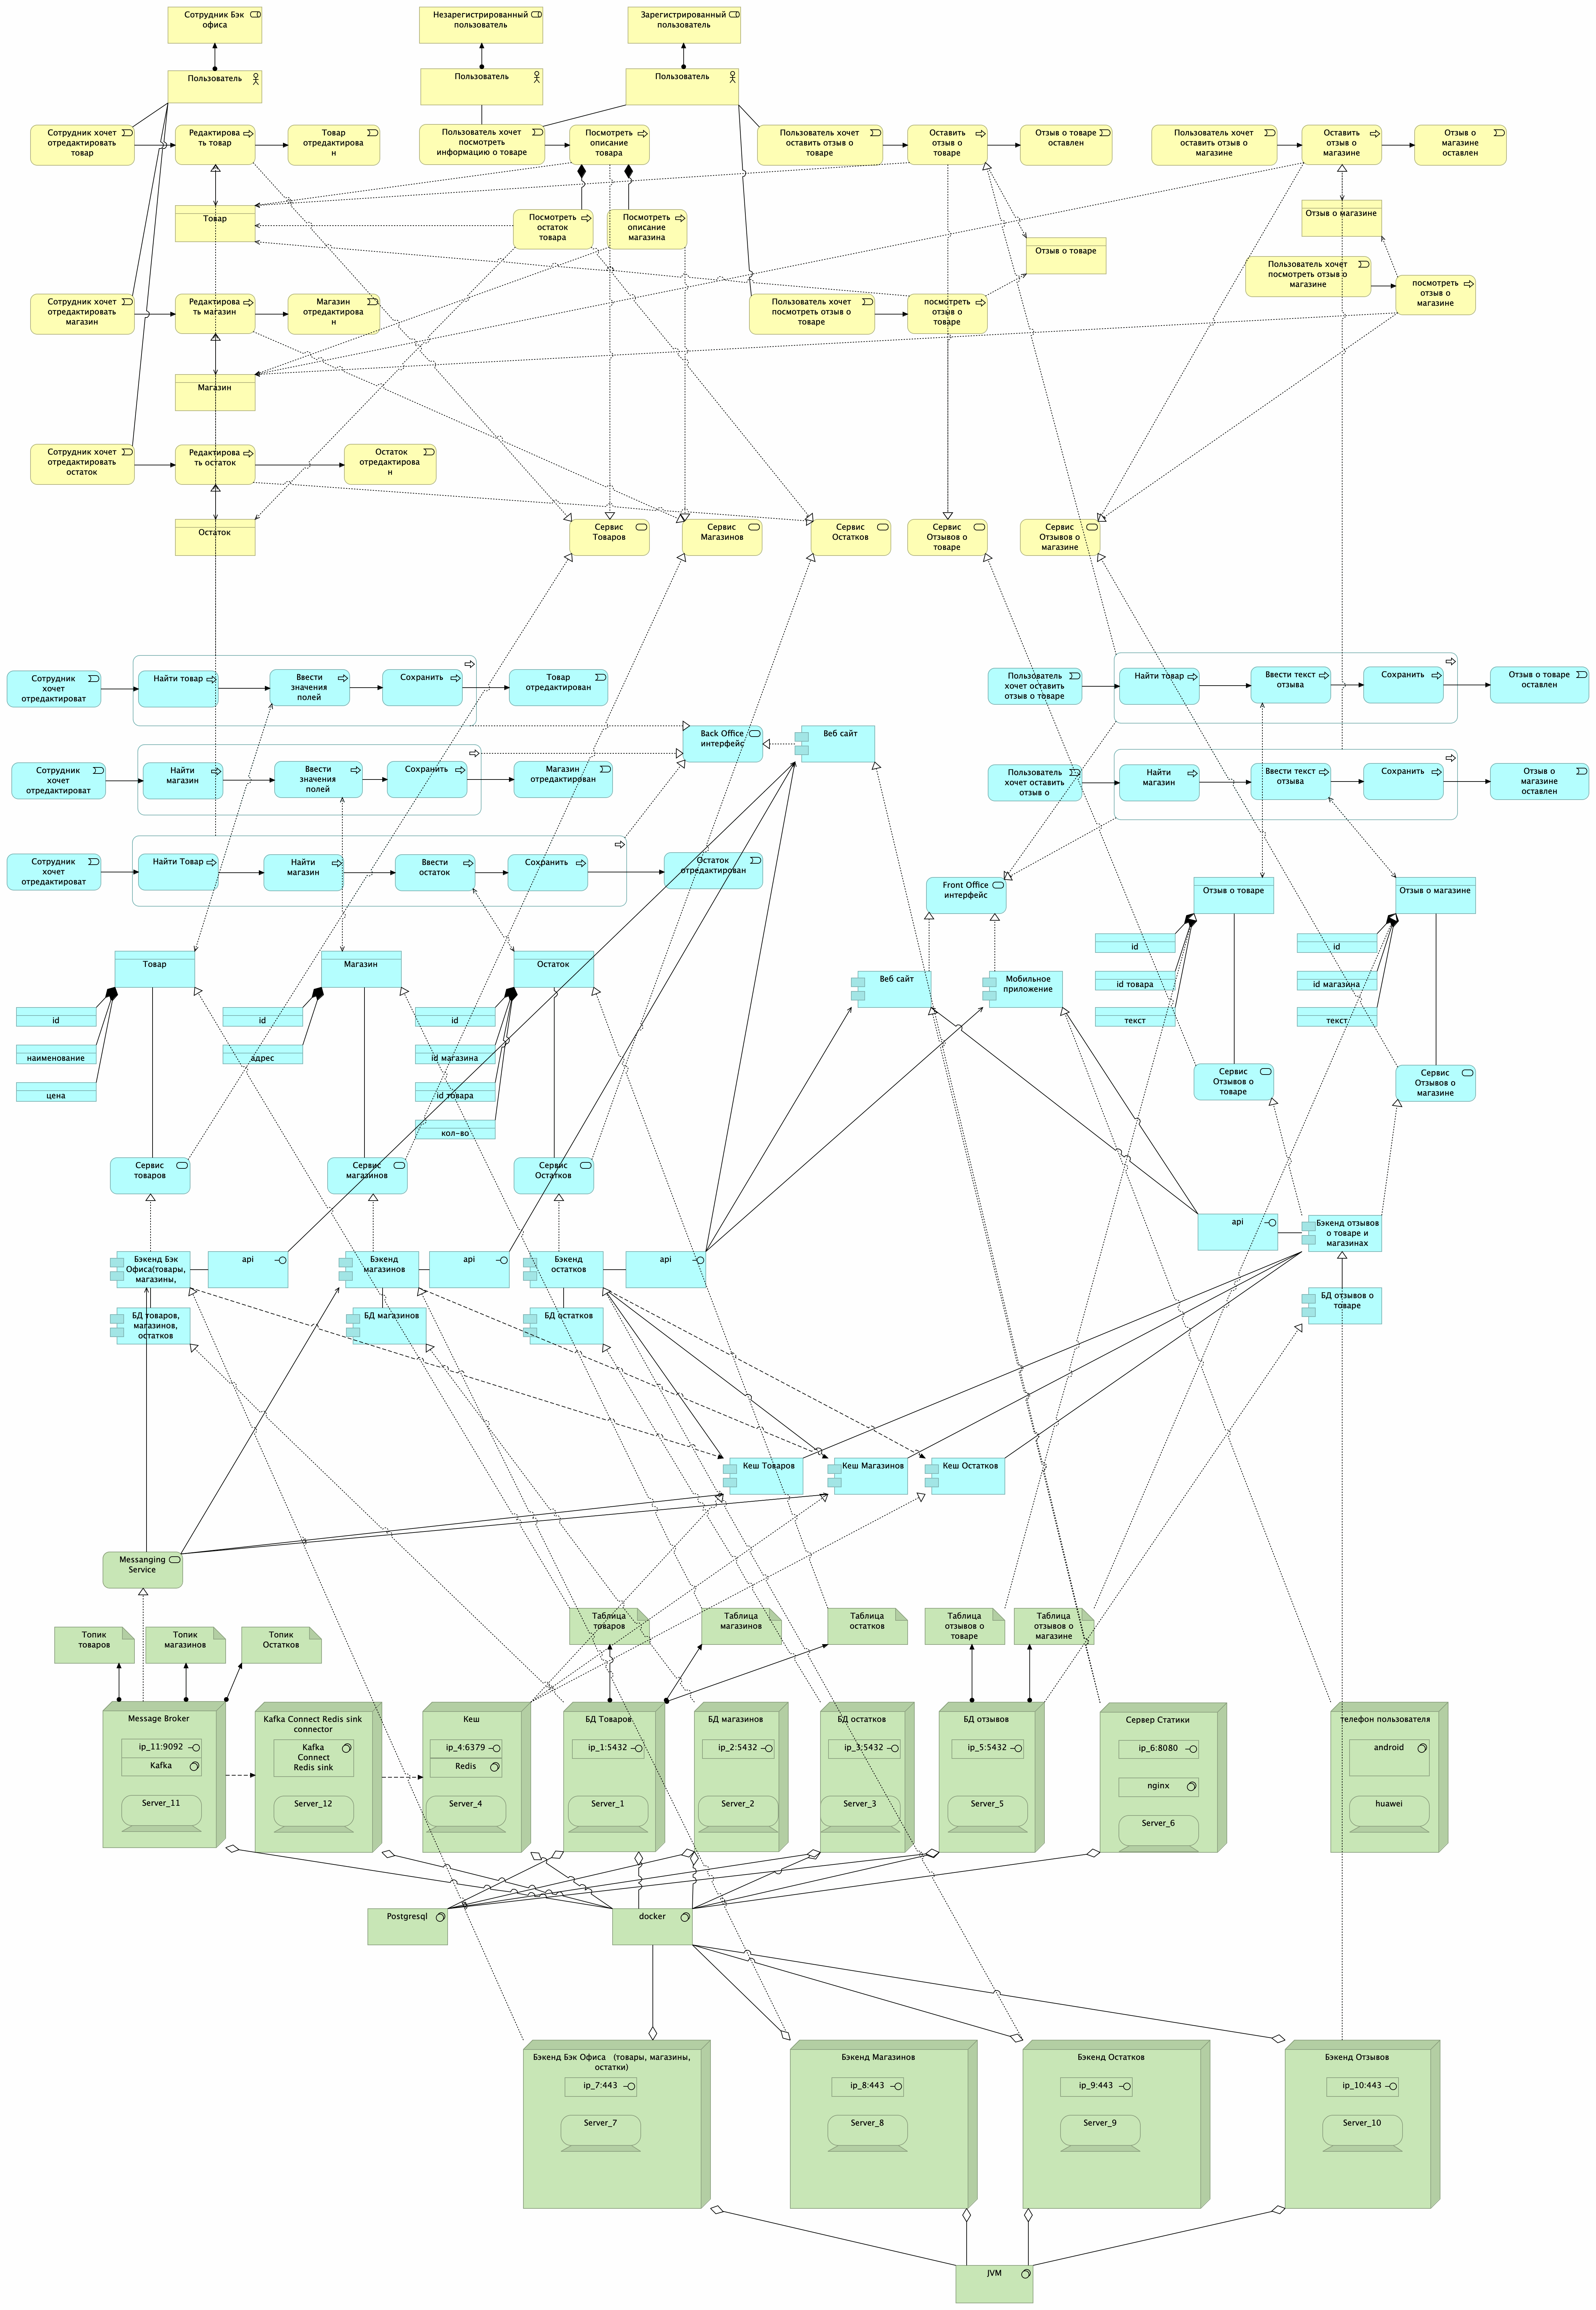 Сотрудник Бэк
офиса
Незарегистрированный
пользователь
Зарегистрированный
пользователь
Пользователь
Пользователь
Пользователь
Сотрудник хочет
отредактировать
товар
Редактирова
ть товар
Товар
отредактирова
н
Пользователь хочет
посмотреть
информацию о товаре
Посмотреть
описание
товара
Пользователь хочет
оставить отзыв о
товаре
Оставить
отзыв о
товаре
Отзыв о товаре
оставлен
Пользователь хочет
оставить отзыв о
магазине
Оставить
отзыв о
магазине
Отзыв о
магазине
оставлен
Товар
Посмотреть
остаток
товара
Посмотреть
описание
магазина
Отзыв о магазине
Отзыв о товаре
Пользователь хочет
посмотреть отзыв о
магазине
посмотреть
отзыв о
магазине
Сотрудник хочет
отредактировать
магазин
Редактирова
ть магазин
Магазин
отредактирова
н
Пользователь хочет
посмотреть отзыв о
товаре
посмотреть
отзыв о
товаре
Магазин
Сотрудник хочет
отредактировать
остаток
Редактирова
ть остаток
Остаток
отредактирова
н
Остаток
Сервис
Товаров
Сервис
Магазинов
Сервис
Остатков
Сервис
Отзывов о
товаре
Сервис
Отзывов о
магазине
Сотрудник
хочет
отредактироват
Найти товар
Ввести
значения
полей
Сохранить
Товар
отредактирован
Пользователь
хочет оставить
отзыв о товаре
Найти товар
Ввести текст
отзыва
Сохранить
Отзыв о товаре
оставлен
Back Office
интерфейс
Веб сайт
Сотрудник
хочет
отредактироват
Найти
магазин
Ввести
значения
полей
Сохранить
Магазин
отредактирован
Пользователь
хочет оставить
отзыв о
Найти
магазин
Ввести текст
отзыва
Сохранить
Отзыв о
магазине
оставлен
Сотрудник
хочет
отредактироват
Найти Товар
Найти
магазин
Ввести
остаток
Сохранить
Остаток
отредактирован
Front Office
интерфейс
Отзыв о товаре
Отзыв о магазине
id
id товара
текст
id
id магазина
текст
Товар
Магазин
Остаток
Веб сайт
Мобильное
приложение
id
наименование
цена
id
адрес
id
id магазина
id товара
кол-во
Сервис
Отзывов о
товаре
Сервис
Отзывов о
магазине
Сервис
товаров
Сервис
магазинов
Сервис
Остатков
api
Бэкенд отзывов
о товаре и
магазинах
Бэкенд Бэк
Офиса(товары,
магазины,
api
Бэкенд
магазинов
api
Бэкенд
остатков
api
БД товаров,
магазинов,
остатков
БД магазинов
БД остатков
БД отзывов о
товаре
Кеш Товаров
Кеш Магазинов
Кеш Остатков
Messanging
Service
Таблица
товаров
Таблица
магазинов
Таблица
остатков
Таблица
отзывов о
товаре
Таблица
отзывов о
магазине
Топик
товаров
Топик
магазинов
Топик
Остатков
Message Broker
ip_11:9092
Kafka
Server_11
Kafka Connect Redis sink
connector
Kafka
Connect
Redis sink
Server_12
Кеш
ip_4:6379
Redis
Server_4
БД Товаров
ip_1:5432
Server_1
БД магазинов
ip_2:5432
Server_2
БД остатков
ip_3:5432
Server_3
БД отзывов
ip_5:5432
Server_5
Сервер Статики
ip_6:8080
nginx
Server_6
телефон пользователя
android
huawei
Postgresql
docker
Бэкенд Бэк Офиса (товары, магазины,
остатки)
ip_7:443
Server_7
Бэкенд Магазинов
ip_8:443
Server_8
Бэкенд Остатков
ip_9:443
Server_9
Бэкенд Отзывов
ip_10:443
Server_10
JVM